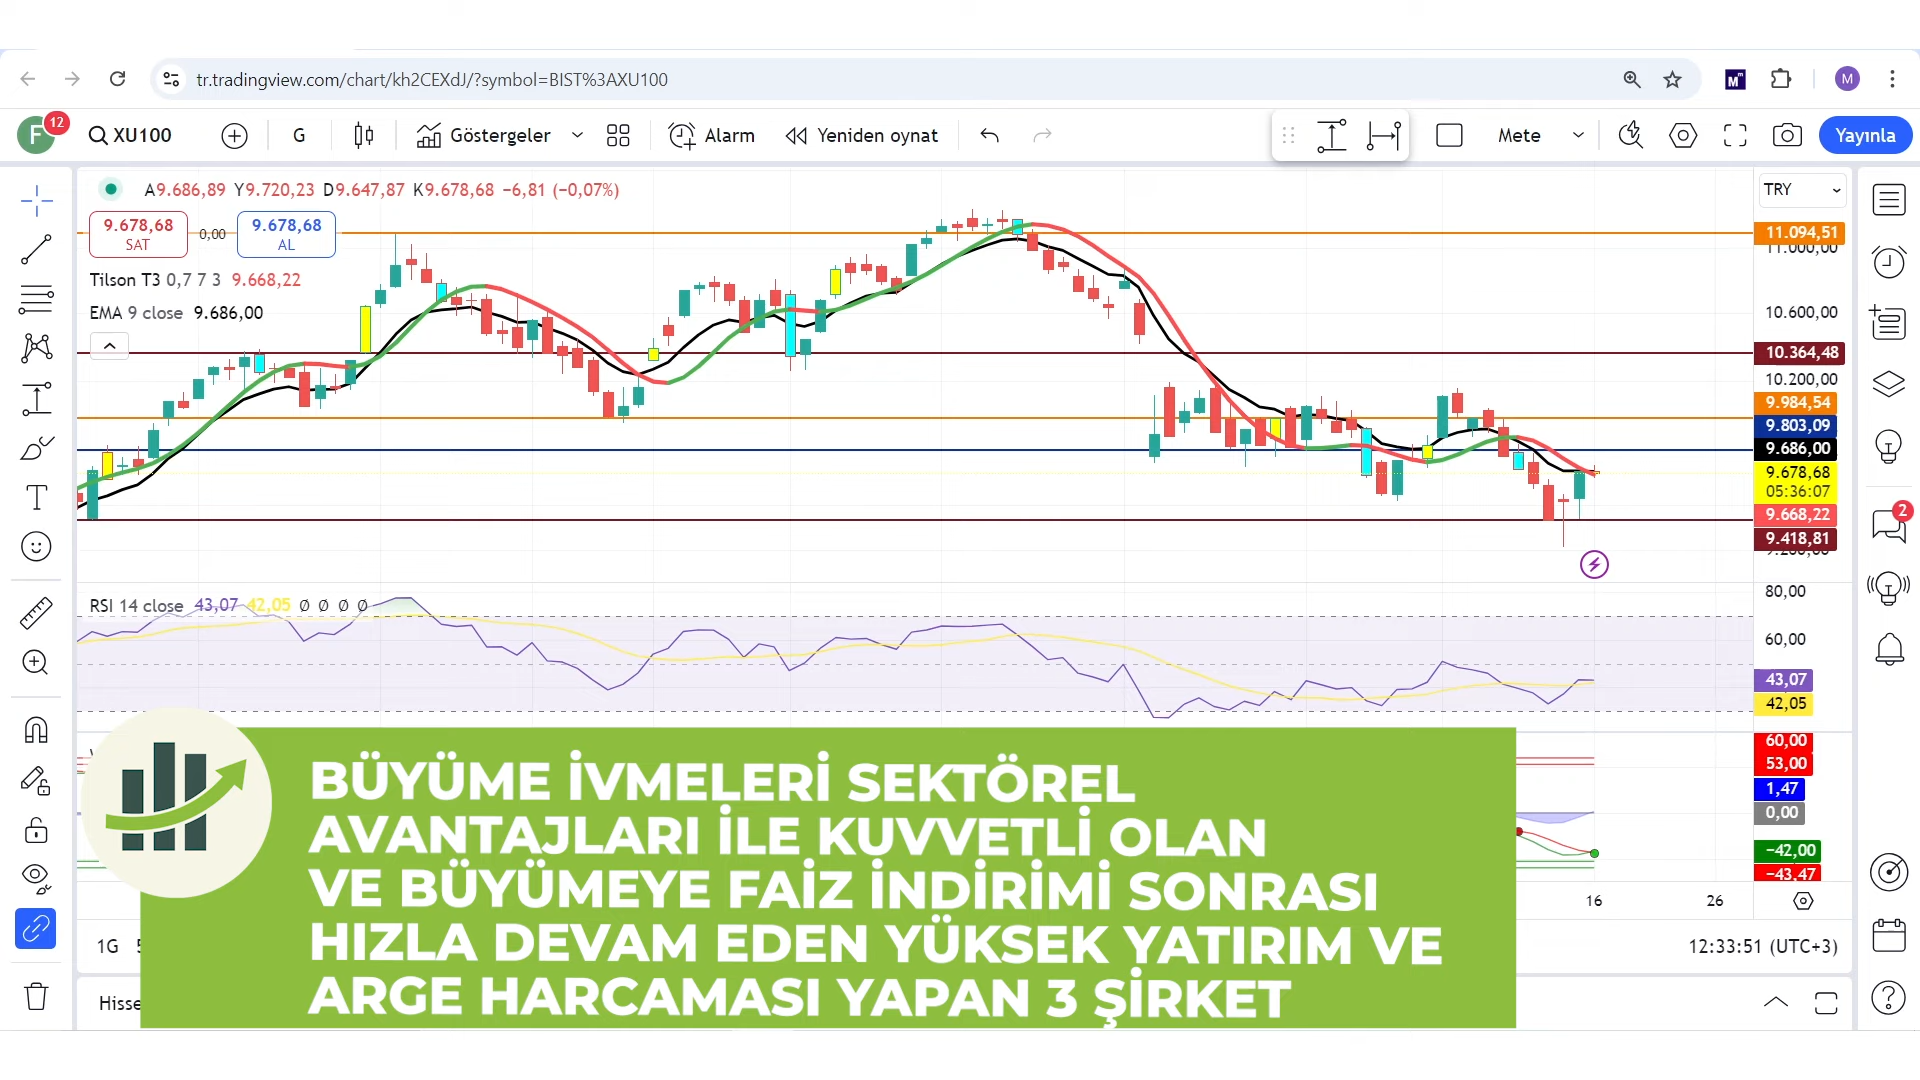 tr.tradingview.com/chart/kh2CEXdJ/?symbol=BIST%3AXU100
M
F 12 XU100 G Göstergeler Alarm Yeniden oynat Mete Yayınla
A9.686,89 Y9.720,23 D9.647,87 K9.678,68 −6,81 (−0,07%)
TRY
9.678,68 SAT
0,00
9.678,68 AL
Tilson T3 0,7 7 3 9.668,22
EMA 9 close 9.686,00
11.094,51
11.000,00
10.600,00
10.364,48
10.200,00
9.984,54
9.803,09
9.686,00
9.678,68
05:36:07
9.668,22
9.418,81
2
RSI 14 close 43,07 42,05 Ø Ø Ø Ø
80,00
60,00
43,07
42,05
60,00
53,00
1,47
0,00
−42,00
−43,47
BÜYÜME İVMELERİ SEKTÖREL
AVANTAJLARI İLE KUVVETLİ OLAN
VE BÜYÜMEYE FAİZ İNDİRİMİ SONRASI
HIZLA DEVAM EDEN YÜKSEK YATIRIM VE
ARGE HARCAMASI YAPAN 3 ŞİRKET
16 26
1G
12:33:51 (UTC+3)
Hisse